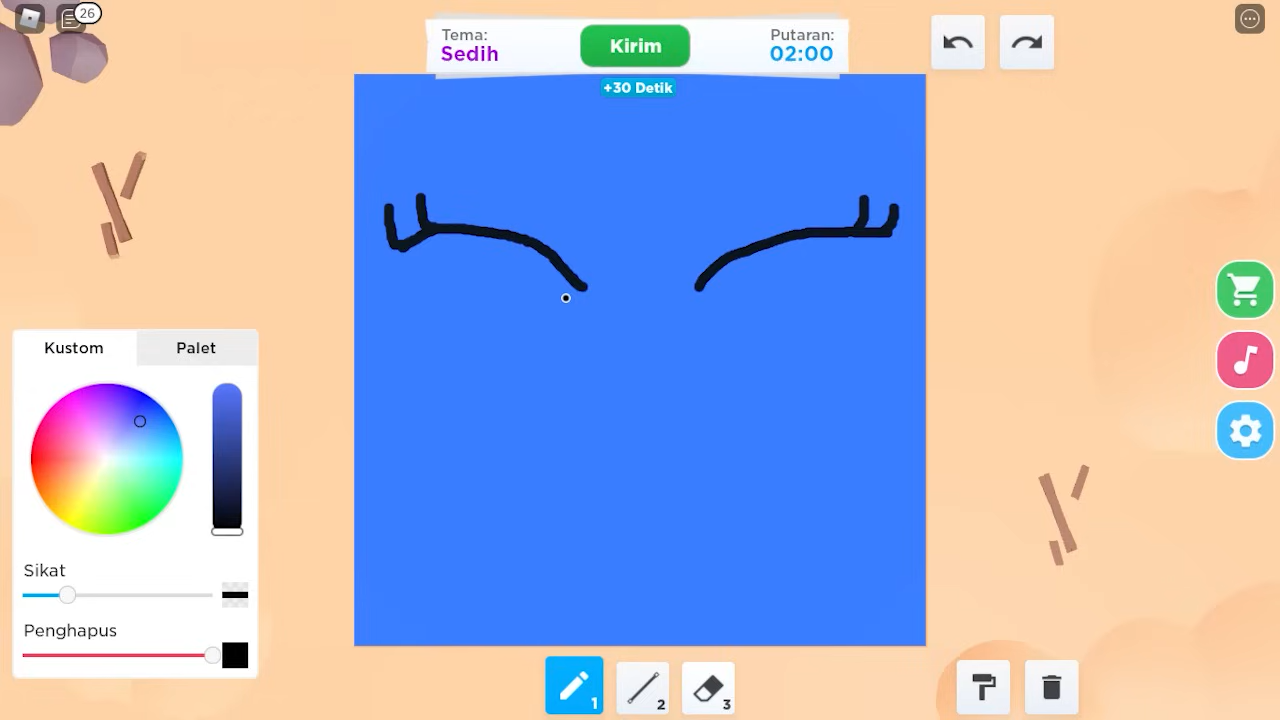 26
Tema:
Sedih
Kirim
Putaran:
02:00
+30 Detik
Kustom
Palet
Sikat
Penghapus
1
2
3